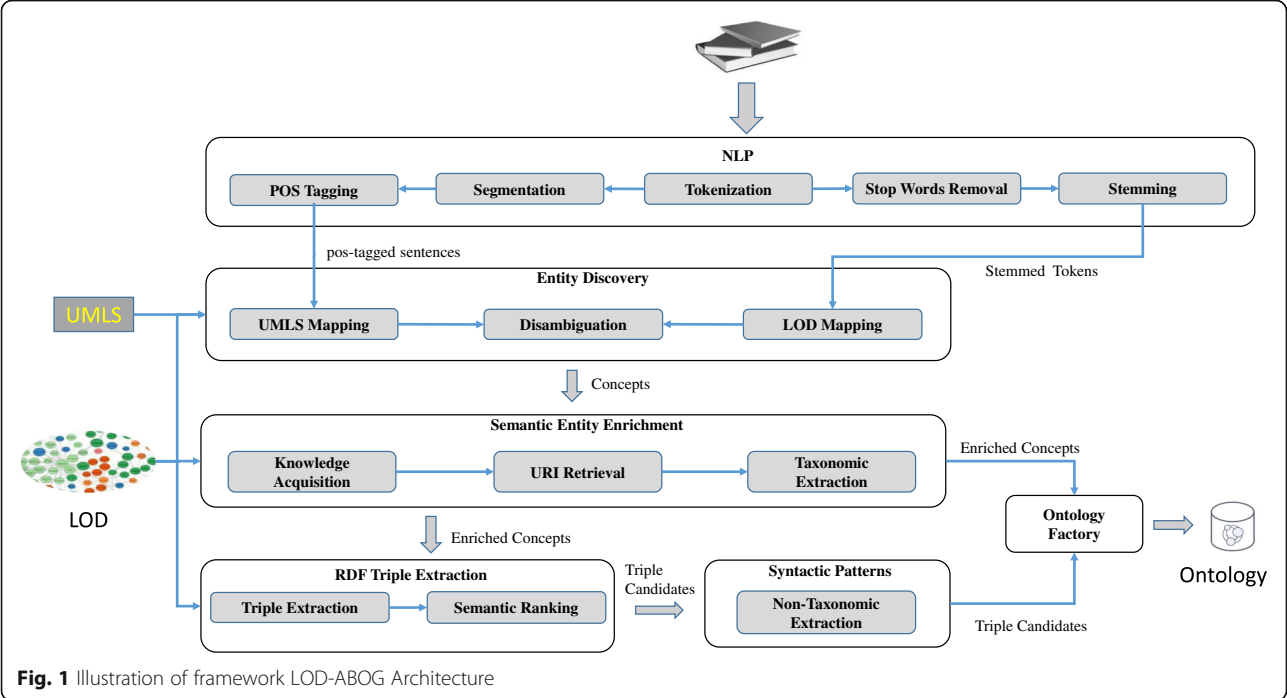 NLP
POS Tagging
Segmentation
Tokenization
Stop Words Removal
Stemming
pos-tagged sentences
Stemmed Tokens
Entity Discovery
UMLS
UMLS Mapping
Disambiguation
LOD Mapping
Concepts
Semantic Entity Enrichment
Knowledge
Acquisition
URI Retrieval
Taxonomic
Extraction
Enriched Concepts
LOD
Ontology
Factory
Ontology
Enriched Concepts
RDF Triple Extraction
Triple Extraction
Semantic Ranking
Triple
Candidates
Syntactic Patterns
Non-Taxonomic
Extraction
Triple Candidates
Fig. 1 Illustration of framework LOD-ABOG Architecture